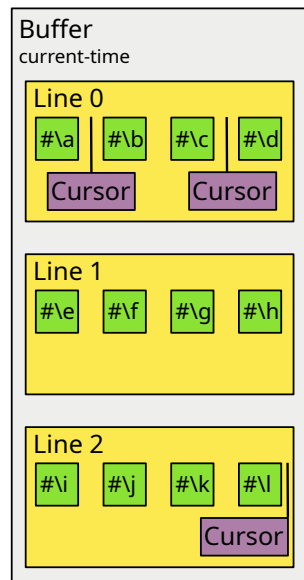 Buffer
current-time
Line 0
#\a #\b #\c #\d
Cursor Cursor
Line 1
#\e #\f #\g #\h
Line 2
#\i #\j #\k #\l
Cursor